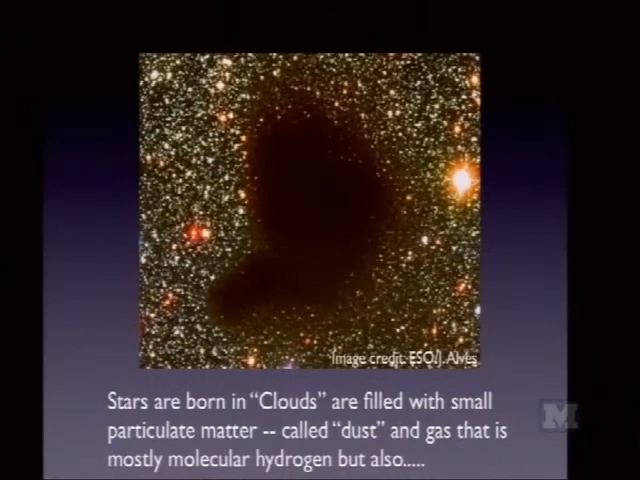 Image credit: ESO/J. Alves
Stars are born in “Clouds” are filled with small
particulate matter -- called “dust” and gas that is
mostly molecular hydrogen but also.....
M